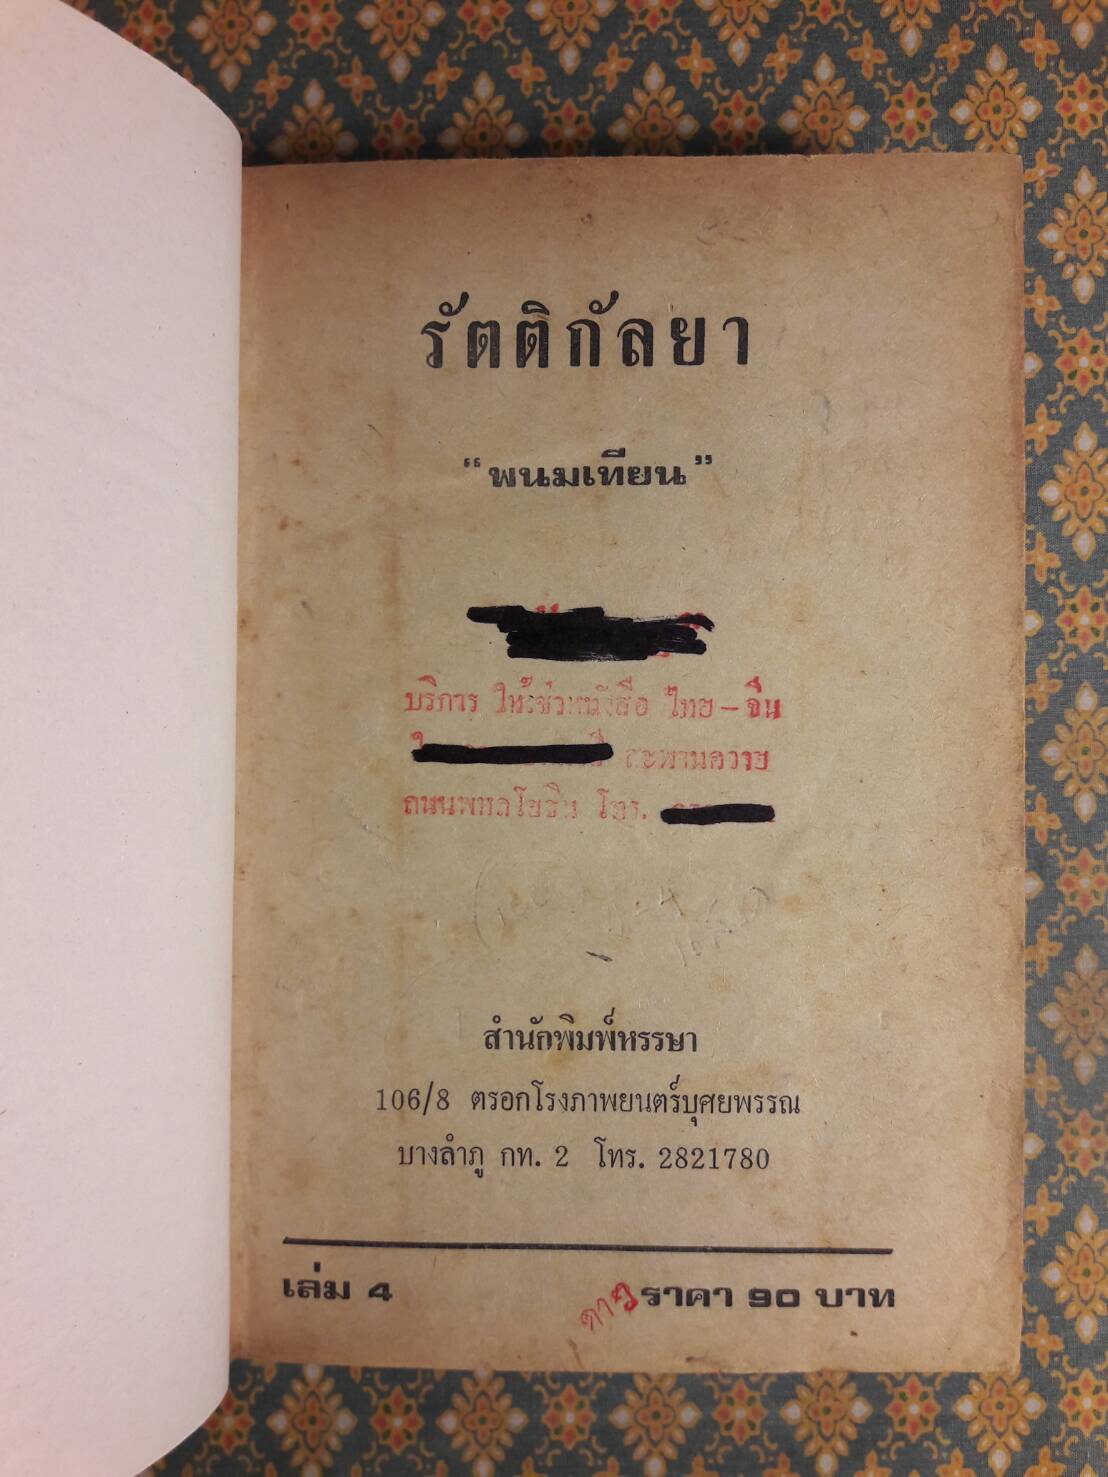 รัตติกัลยา
“พนมเทียน”
บริการ ให้เช่าหนังสือ ไทย – จีน
สะพานควาย
ถนนพหลโยธิน โทร.
สำนักพิมพ์หรรษา
106/8 ตรอกโรงภาพยนตร์บุศยพรรณ
บางลำภู กท. 2 โทร. 2821780
เล่ม 4
ราคา 90 บาท